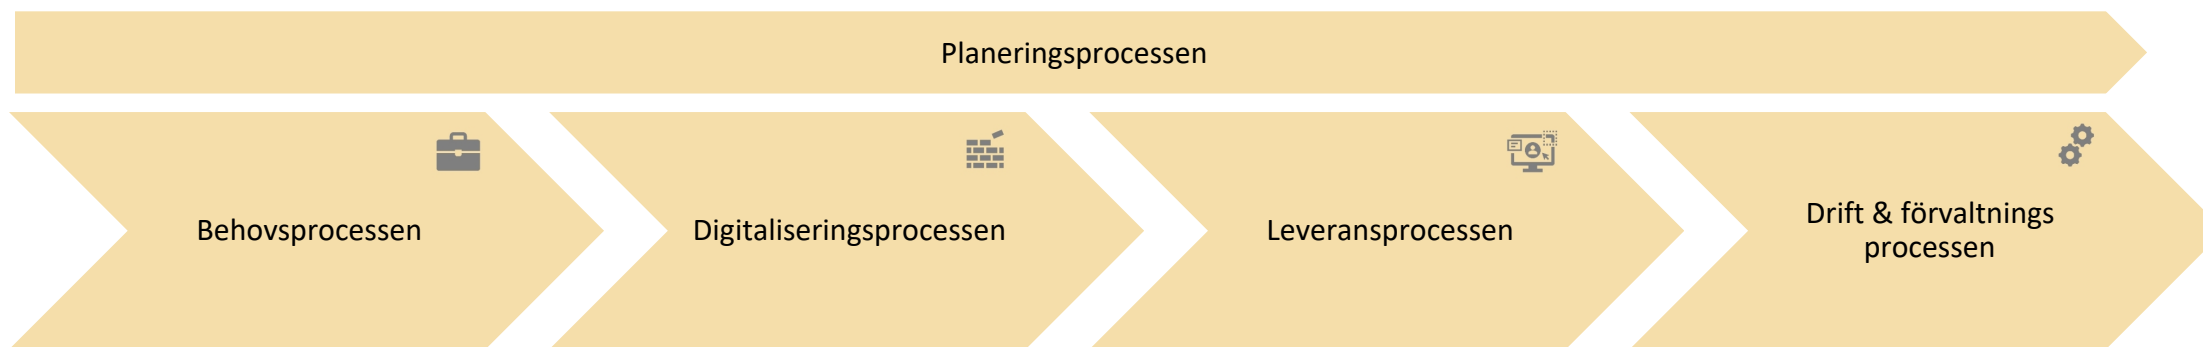 Planeringsprocessen
Behovsprocessen
Digitaliseringsprocessen
Leveransprocessen
Drift & förvaltnings
processen